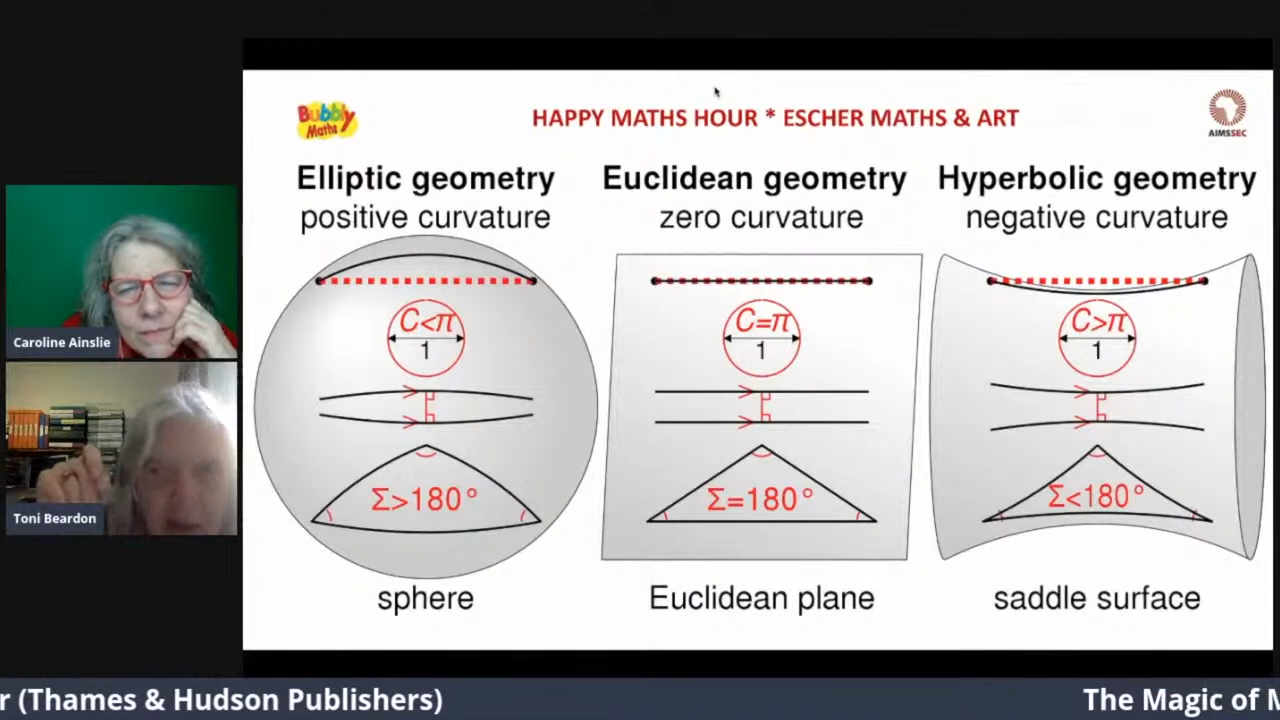 Bubbly
Maths
HAPPY MATHS HOUR * ESCHER MATHS & ART
AIMSSEC
Elliptic geometry
positive curvature
C<π
1
Σ>180°
sphere
Euclidean geometry
zero curvature
C=π
1
Σ=180°
Euclidean plane
Hyperbolic geometry
negative curvature
C>π
1
Σ<180°
saddle surface
Caroline Ainslie
Toni Beardon
r (Thames & Hudson Publishers)
The Magic of M